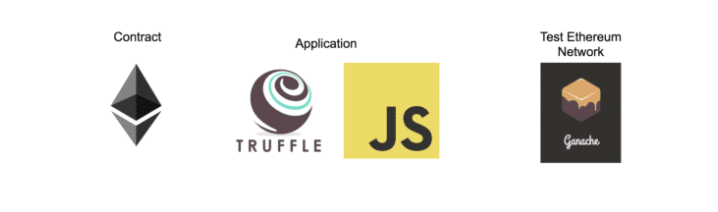 Contract
Application
Test Ethereum
Network
TRUFFLE
JS
Ganache